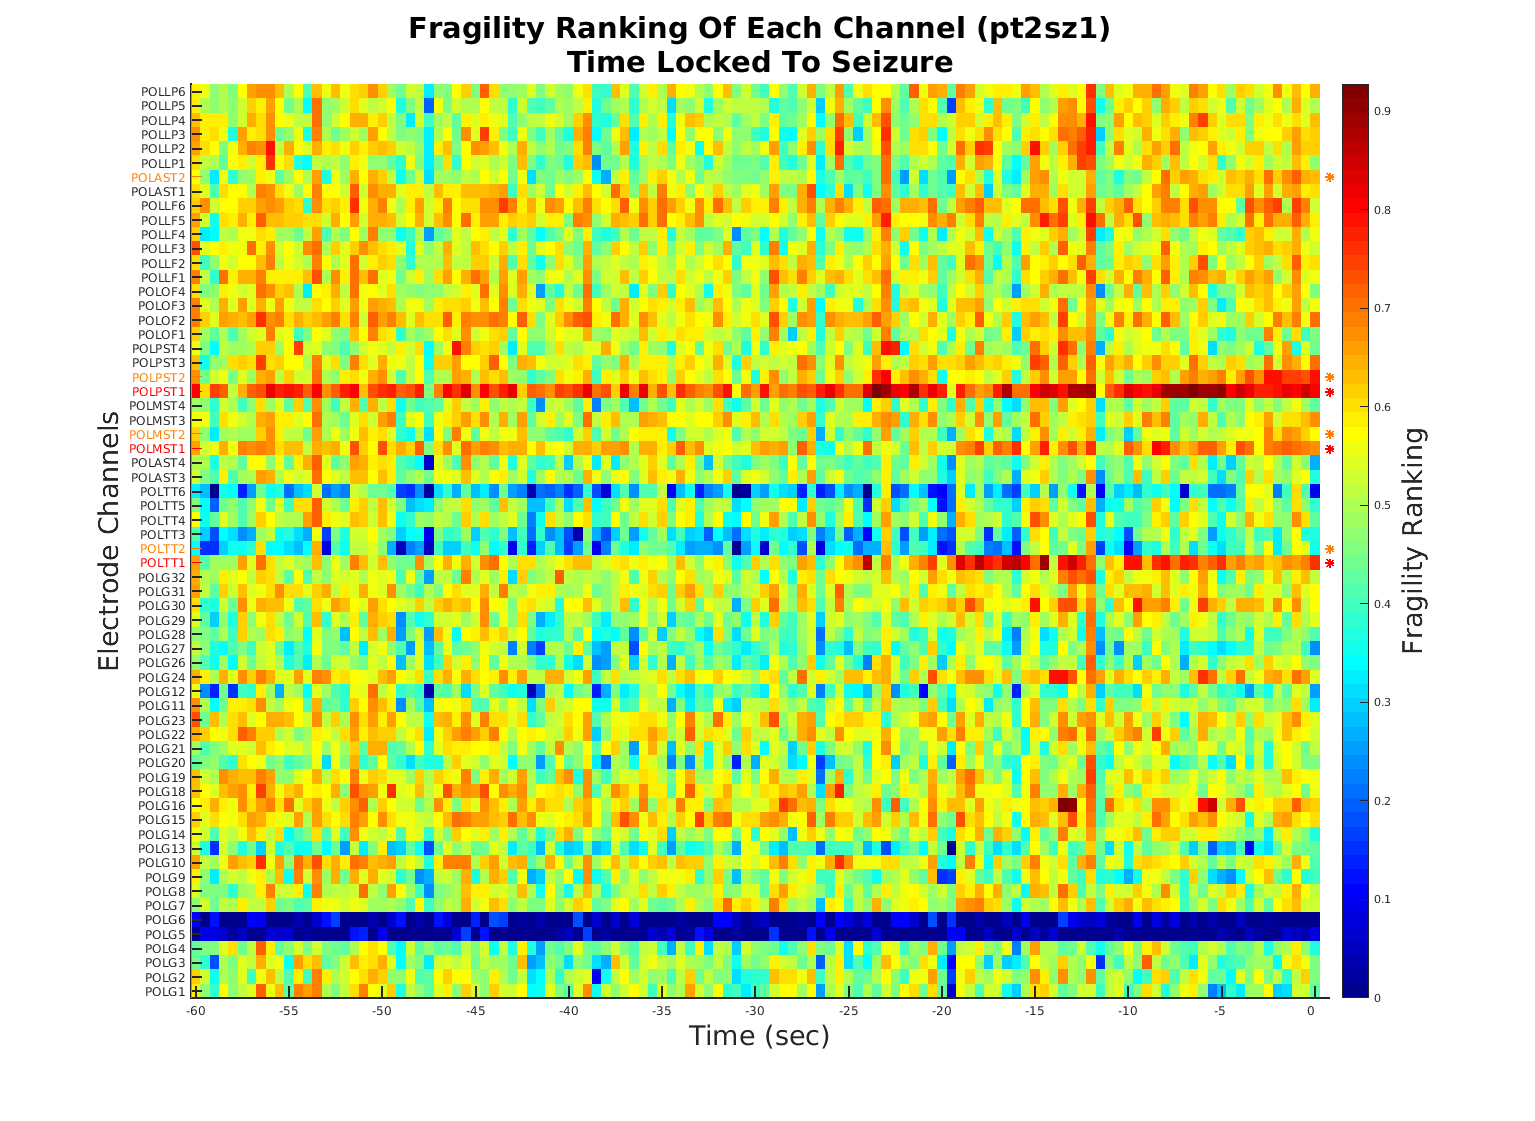 Fragility Ranking Of Each Channel (pt2sz1)
Time Locked To Seizure
POLLP6
POLLP5
POLLP4
POLLP3
POLLP2
POLLP1
POLAST2
POLAST1
POLLF6
POLLF5
POLLF4
POLLF3
POLLF2
POLLF1
POLOF4
POLOF3
POLOF2
POLOF1
POLPST4
POLPST3
POLPST2
POLPST1
POLMST4
POLMST3
POLMST2
POLMST1
POLAST4
POLAST3
POLTT6
POLTT5
POLTT4
POLTT3
POLTT2
POLTT1
POLG32
POLG31
POLG30
POLG29
POLG28
POLG27
POLG26
POLG24
POLG12
POLG11
POLG23
POLG22
POLG21
POLG20
POLG19
POLG18
POLG16
POLG15
POLG14
POLG13
POLG10
POLG9
POLG8
POLG7
POLG6
POLG5
POLG4
POLG3
POLG2
POLG1
Electrode Channels
-60 -55 -50 -45 -40 -35 -30 -25 -20 -15 -10 -5 0
Time (sec)
0.9
0.8
0.7
0.6
0.5
0.4
0.3
0.2
0.1
0
Fragility Ranking